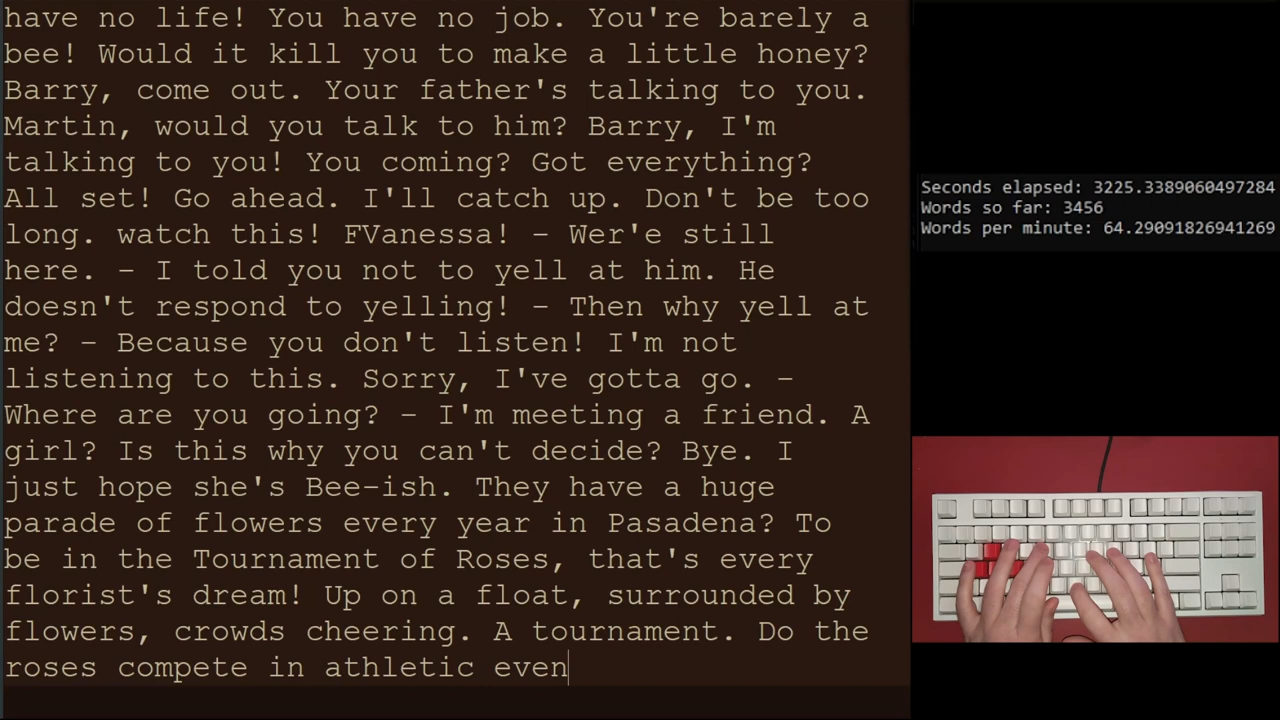 have no life! You have no job. You're barely a
bee! Would it kill you to make a little honey?
Barry, come out. Your father's talking to you.
Martin, would you talk to him? Barry, I'm
talking to you! You coming? Got everything?
All set! Go ahead. I'll catch up. Don't be too
long. watch this! FVanessa! - Wer'e still
here. - I told you not to yell at him. He
doesn't respond to yelling! - Then why yell at
me? - Because you don't listen! I'm not
listening to this. Sorry, I've gotta go. -
Where are you going? - I'm meeting a friend. A
girl? Is this why you can't decide? Bye. I
just hope she's Bee-ish. They have a huge
parade of flowers every year in Pasadena? To
be in the Tournament of Roses, that's every
florist's dream! Up on a float, surrounded by
flowers, crowds cheering. A tournament. Do the
roses compete in athletic even
Seconds elapsed: 3225.3389060497284
Words so far: 3456
Words per minute: 64.29091826941269